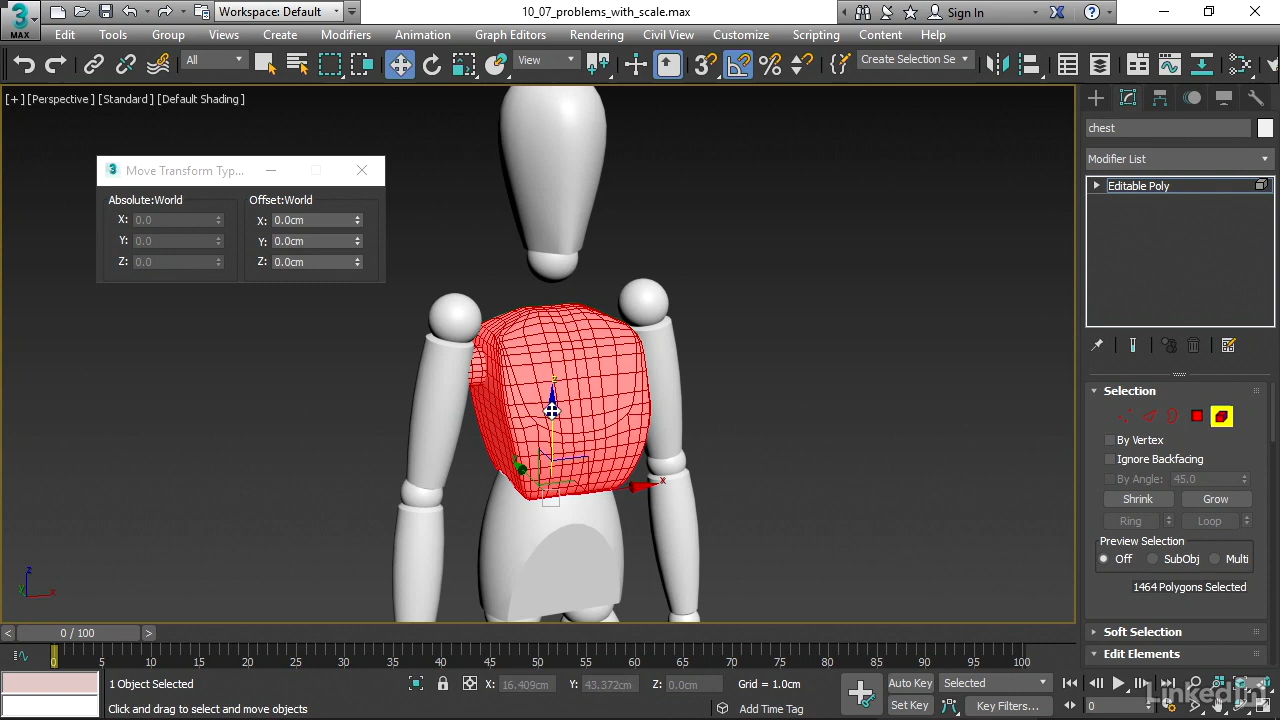 3
MAX
Workspace: Default
10_07_problems_with_scale.max
Sign In
Edit Tools Group Views Create Modifiers Animation Graph Editors Rendering Civil View Customize Scripting Content Help
All
View
3
Create Selection Se
[+] [Perspective] [Standard] [Default Shading]
3 Move Transform Typ...
Absolute:World Offset:World
X: 0.0 X: 0.0cm
Y: 0.0 Y: 0.0cm
Z: 0.0 Z: 0.0cm
z
x
z
x
chest
Modifier List
Editable Poly
Selection
By Vertex
Ignore Backfacing
By Angle: 45.0
Shrink Grow
Ring Loop
Preview Selection
Off SubObj Multi
1464 Polygons Selected
Soft Selection
Edit Elements
< 0 / 100 >
0 5 10 15 20 25 30 35 40 45 50 55 60 65 70 75 80 85 90 95 100
1 Object Selected
X: 16.409cm Y: 43.372cm Z: 0.0cm Grid = 1.0cm
Auto Key Selected
Click and drag to select and move objects
Add Time Tag
Set Key Key Filters...
0
LinkedIn